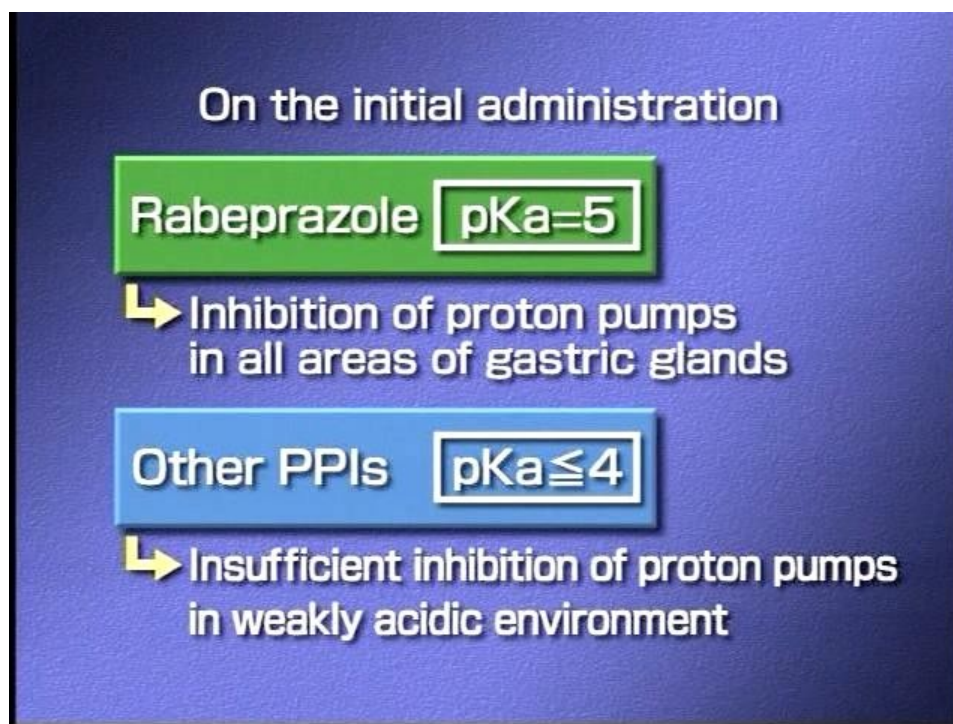 On the initial administration
Rabeprazole pKa=5
Inhibition of proton pumps
in all areas of gastric glands
Other PPIs pKa≦4
Insufficient inhibition of proton pumps
in weakly acidic environment